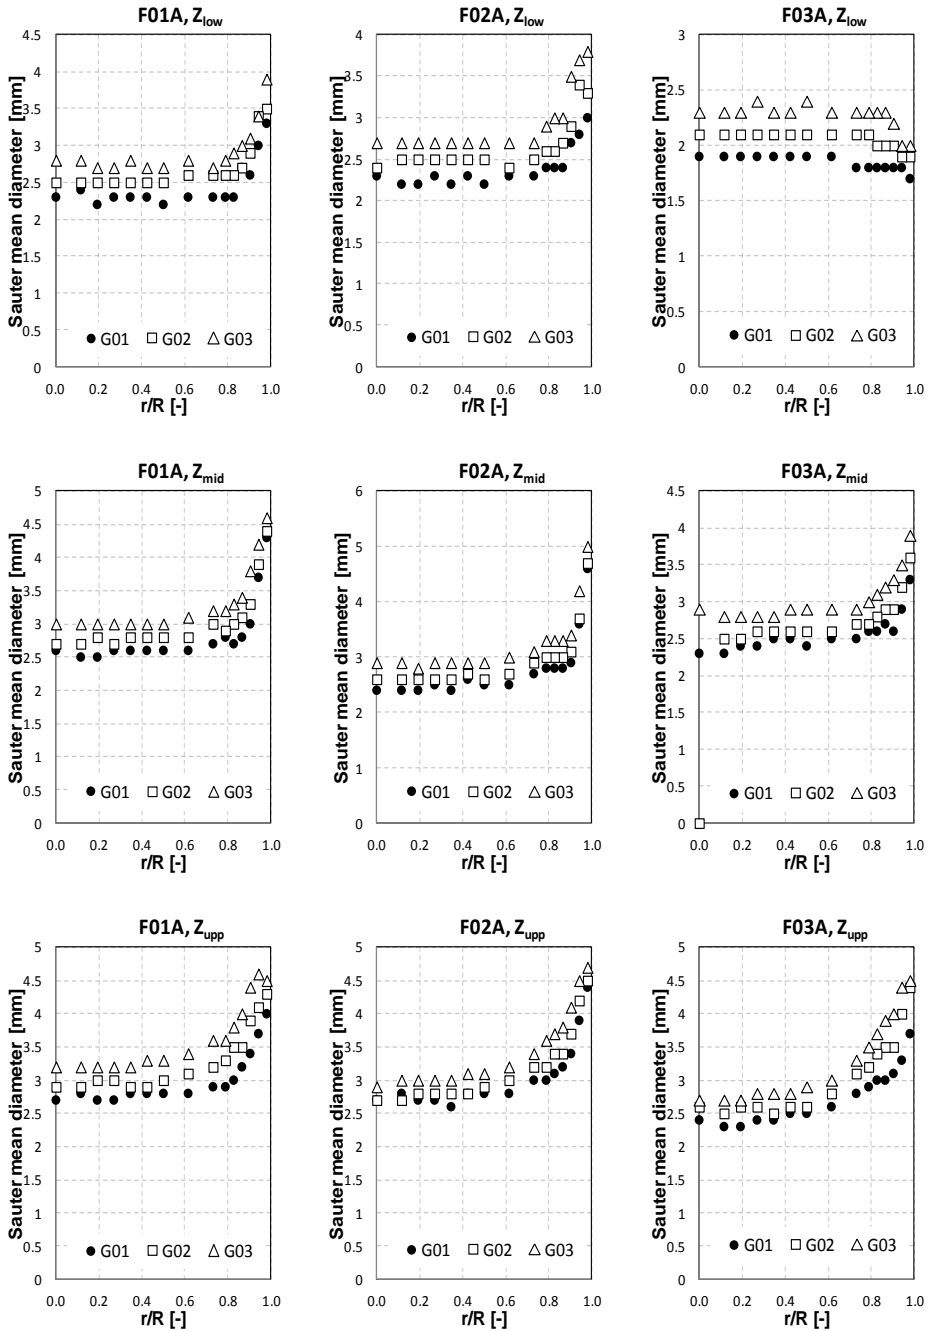 F01A, Zlow
Sauter mean diameter [mm]
4.5
4
3.5
3
2.5
2
1.5
1
0.5
0
G01 G02 G03
0.0 0.2 0.4 0.6 0.8 1.0
r/R [-]
F02A, Zlow
Sauter mean diameter [mm]
4
3.5
3
2.5
2
1.5
1
0.5
0
G01 G02 G03
0.0 0.2 0.4 0.6 0.8 1.0
r/R [-]
F03A, Zlow
Sauter mean diameter [mm]
3
2.5
2
1.5
1
0.5
0
G01 G02 G03
0.0 0.2 0.4 0.6 0.8 1.0
r/R [-]
F01A, Zmid
Sauter mean diameter [mm]
5
4.5
4
3.5
3
2.5
2
1.5
1
0.5
0
G01 G02 G03
0.0 0.2 0.4 0.6 0.8 1.0
r/R [-]
F02A, Zmid
Sauter mean diameter [mm]
6
5
4
3
2
1
0
G01 G02 G03
0.0 0.2 0.4 0.6 0.8 1.0
r/R [-]
F03A, Zmid
Sauter mean diameter [mm]
4.5
4
3.5
3
2.5
2
1.5
1
0.5
0
G01 G02 G03
0.0 0.2 0.4 0.6 0.8 1.0
r/R [-]
F01A, Zupp
Sauter mean diameter [mm]
5
4.5
4
3.5
3
2.5
2
1.5
1
0.5
0
G01 G02 G03
0.0 0.2 0.4 0.6 0.8 1.0
r/R [-]
F02A, Zupp
Sauter mean diameter [mm]
5
4.5
4
3.5
3
2.5
2
1.5
1
0.5
0
G01 G02 G03
0.0 0.2 0.4 0.6 0.8 1.0
r/R [-]
F03A, Zupp
Sauter mean diameter [mm]
5
4.5
4
3.5
3
2.5
2
1.5
1
0.5
0
G01 G02 G03
0.0 0.2 0.4 0.6 0.8 1.0
r/R [-]